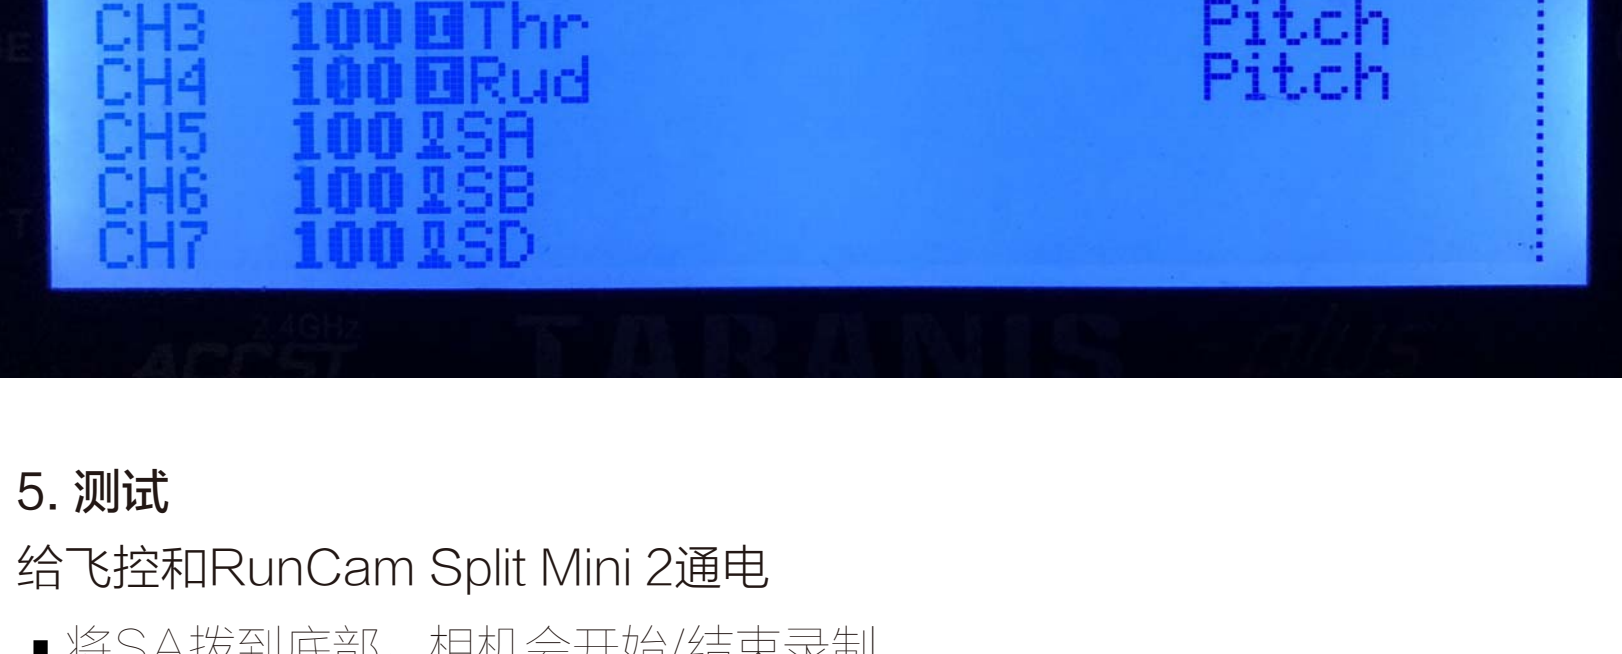 CH3 100 I Thr Pitch
CH4 100 I Rud Pitch
CH5 100 SA
CH6 100 SB
CH7 100 SD
2.4GHz
ACCST TARANIS plus
5. 测试
给飞控和RunCam Split Mini 2通电
▪ 将SA拨到底部，相机会开始/结束录制